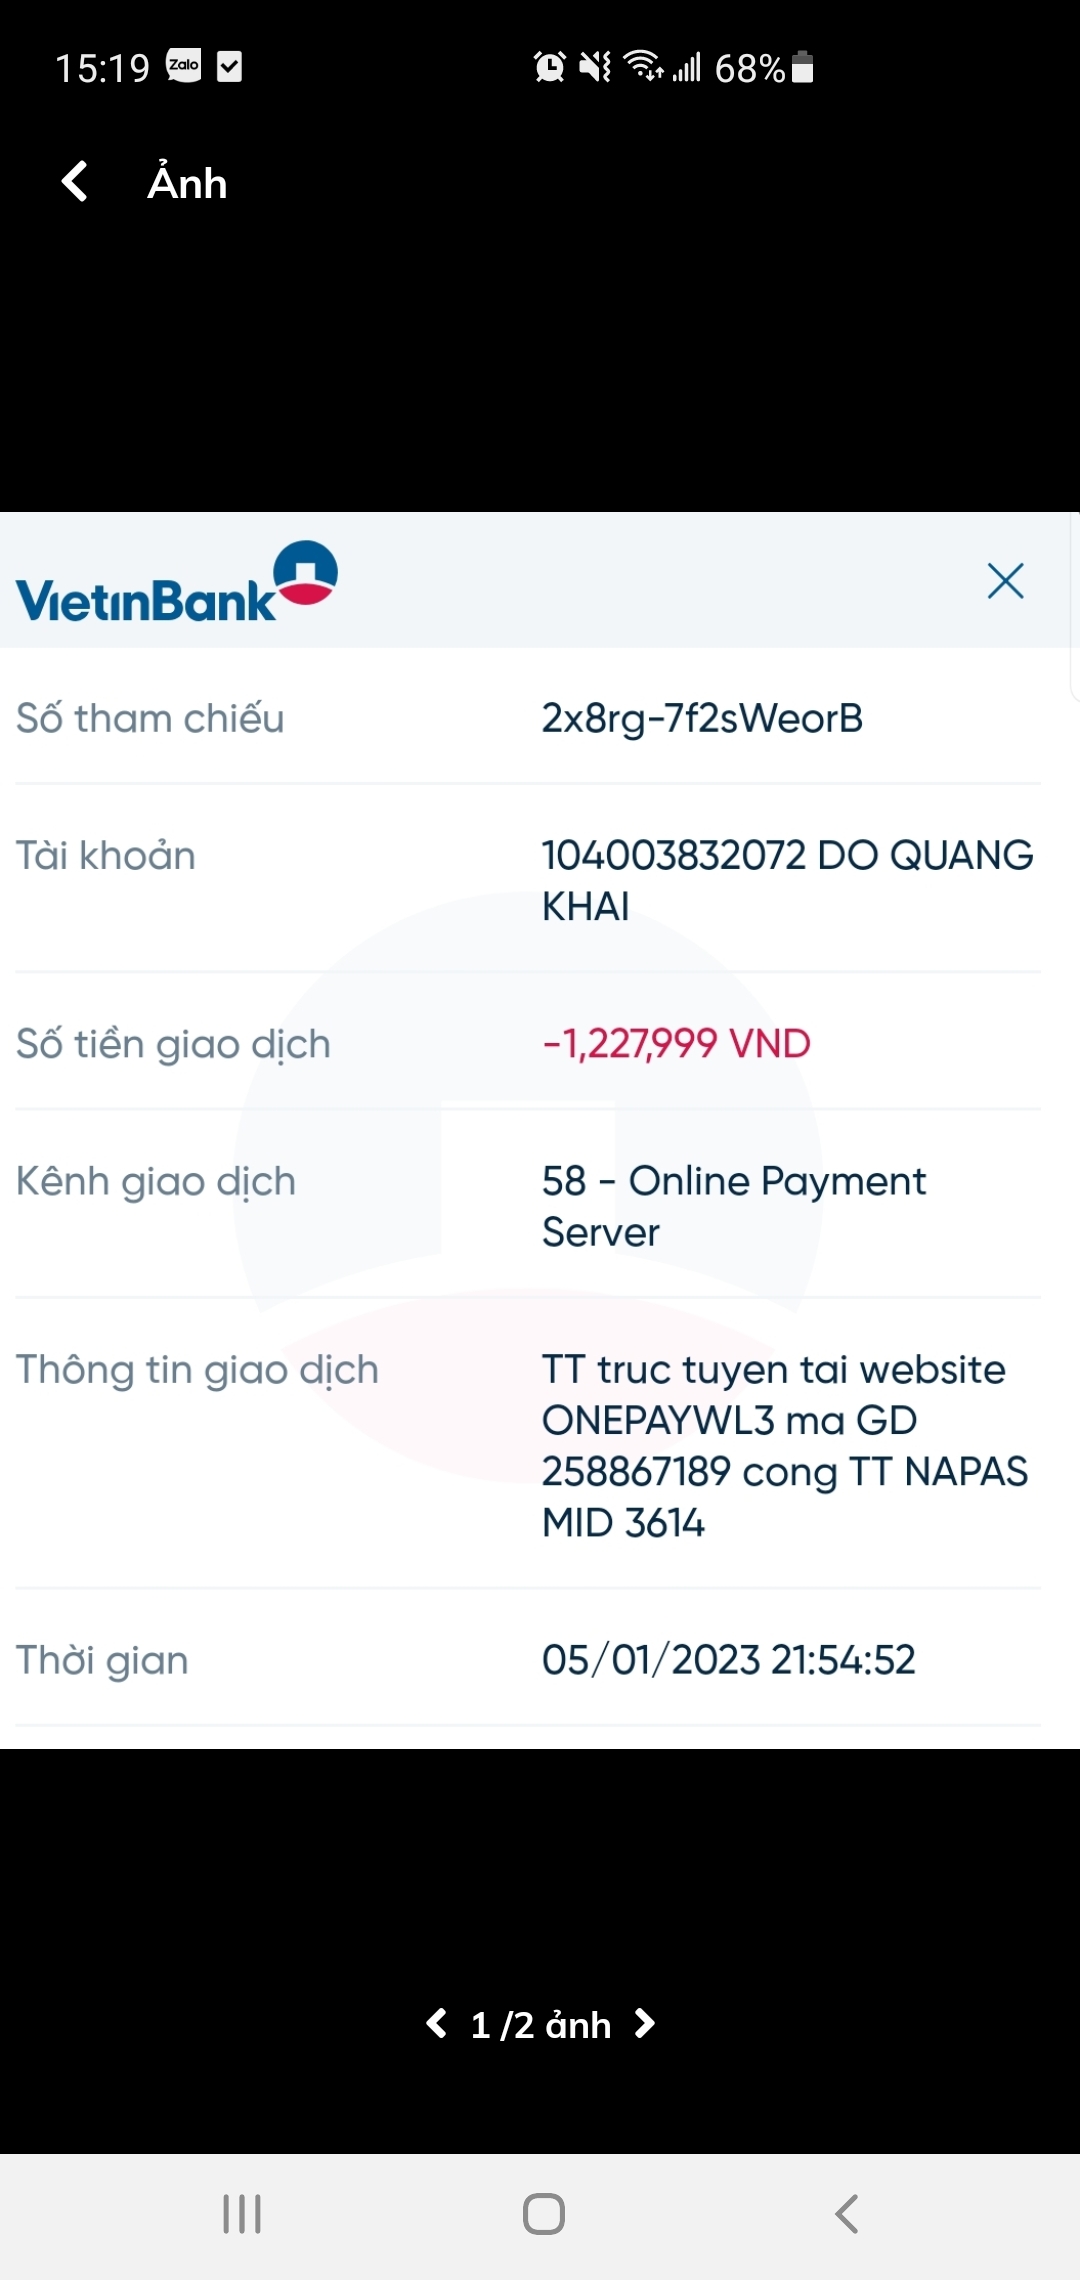 15:19 Zalo 68%
Ảnh
VietinBank
Số tham chiếu 2x8rg-7f2sWeorB
Tài khoản 104003832072 DO QUANG
KHAI
Số tiền giao dịch -1,227,999 VND
Kênh giao dịch 58 - Online Payment
Server
Thông tin giao dịch TT truc tuyen tai website
ONEPAYWL3 ma GD
258867189 cong TT NAPAS
MID 3614
Thời gian 05/01/2023 21:54:52
1 /2 ảnh